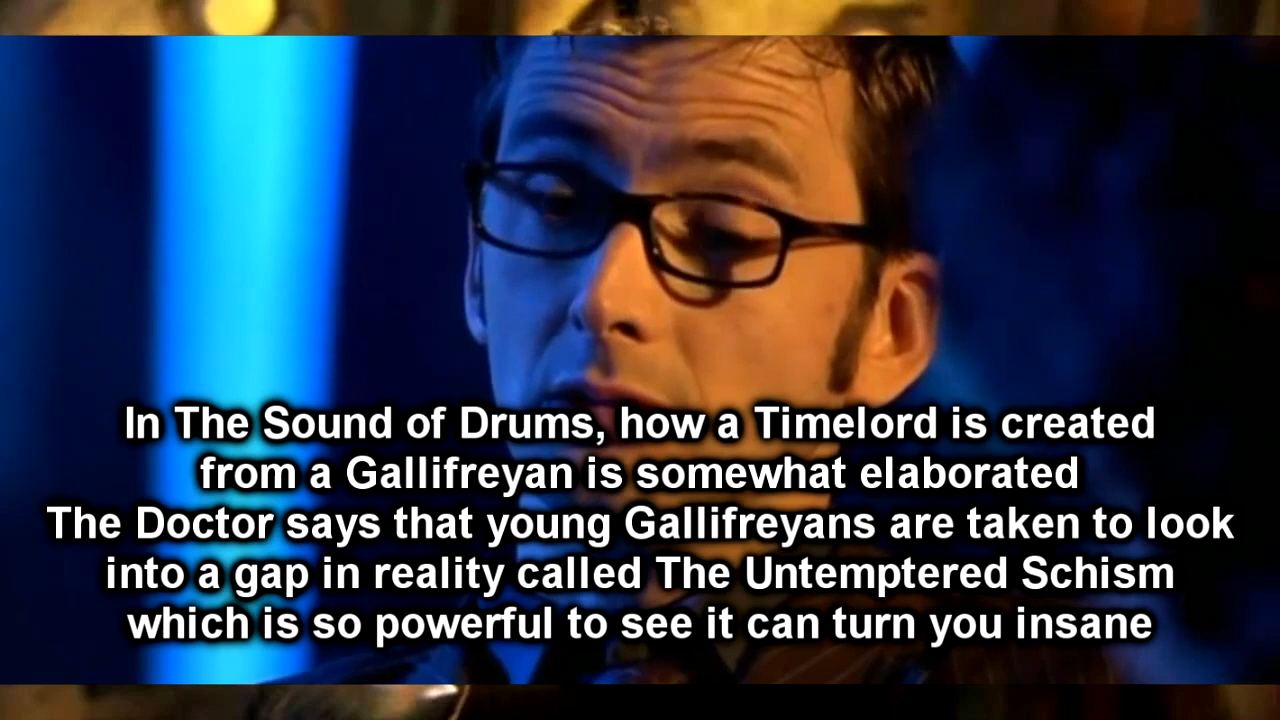 In The Sound of Drums, how a Timelord is created
from a Gallifreyan is somewhat elaborated
The Doctor says that young Gallifreyans are taken to look
into a gap in reality called The Untemptered Schism
which is so powerful to see it can turn you insane